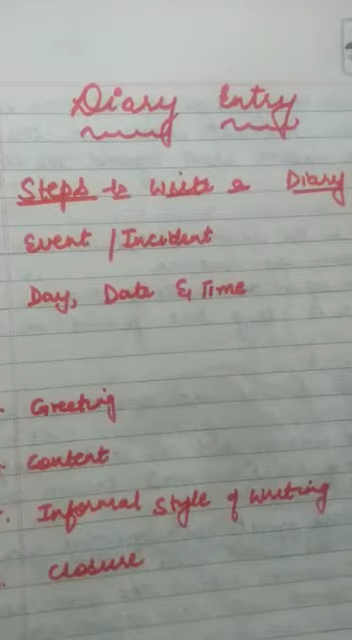 Diary Entry
Steps to write a Diary
Event / Incident
Day, Date & Time
Greeting
Content
Informal Style of Writing
Closure